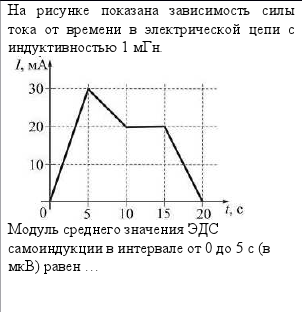 На рисунке показана зависимость силы
тока от времени в электрической цепи с
индуктивностью 1 мГн.
I, мА
30
20
10
0 5 10 15 20 t, с
Модуль среднего значения ЭДС
самоиндукции в интервале от 0 до 5 с (в
мкВ) равен …